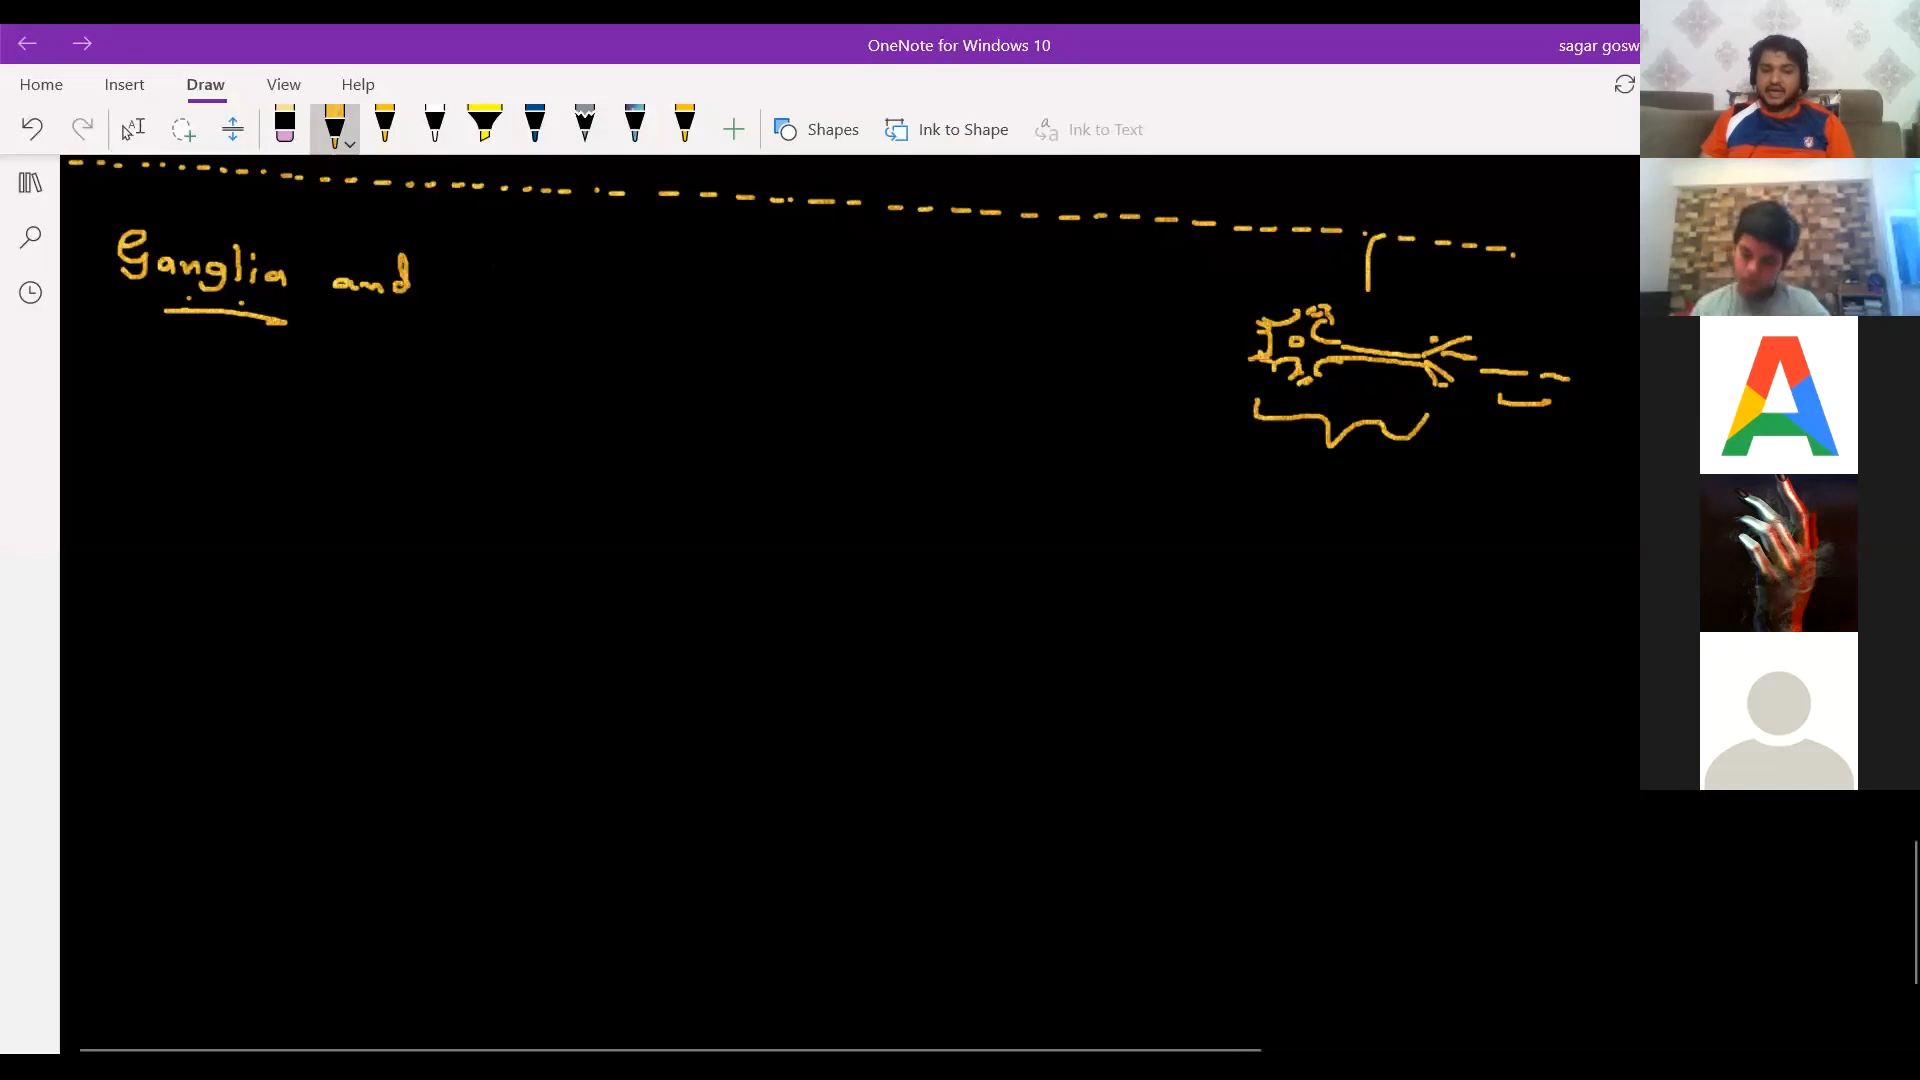 OneNote for Windows 10
sagar gosw
Home Insert Draw View Help
Shapes Ink to Shape Ink to Text
Ganglia and